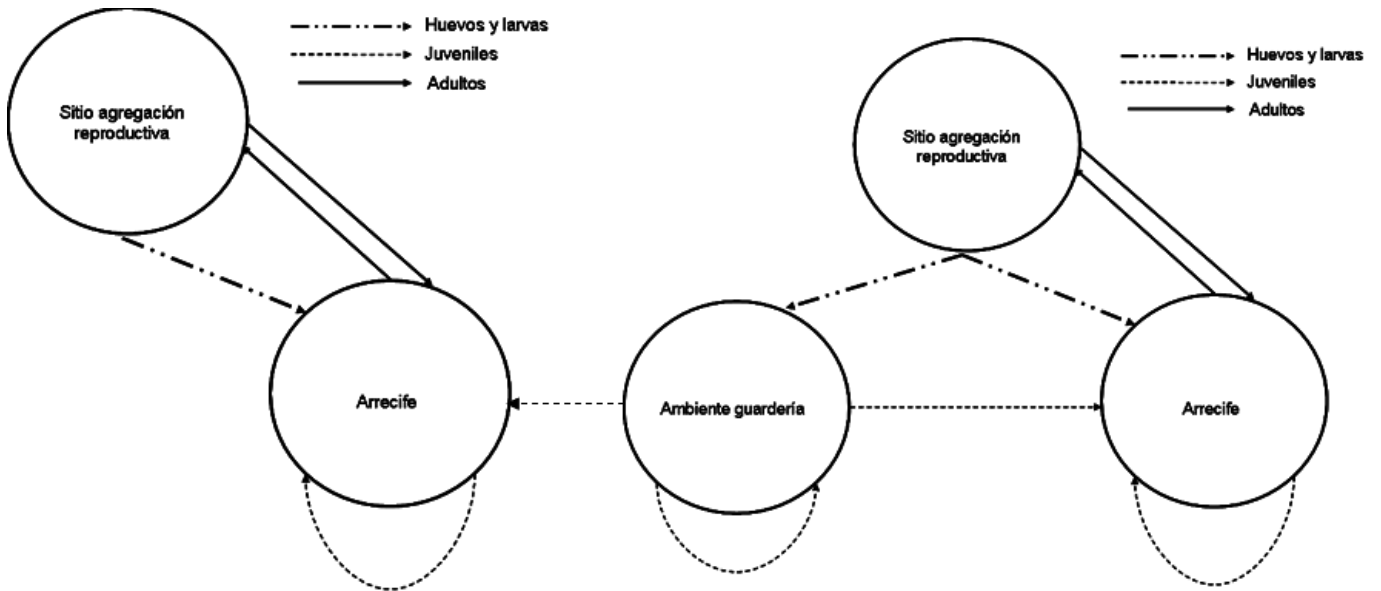 Huevos y larvas
Juveniles
Adultos
Sitio agregación
reproductiva
Arrecife
Huevos y larvas
Juveniles
Adultos
Sitio agregación
reproductiva
Ambiente guardería
Arrecife